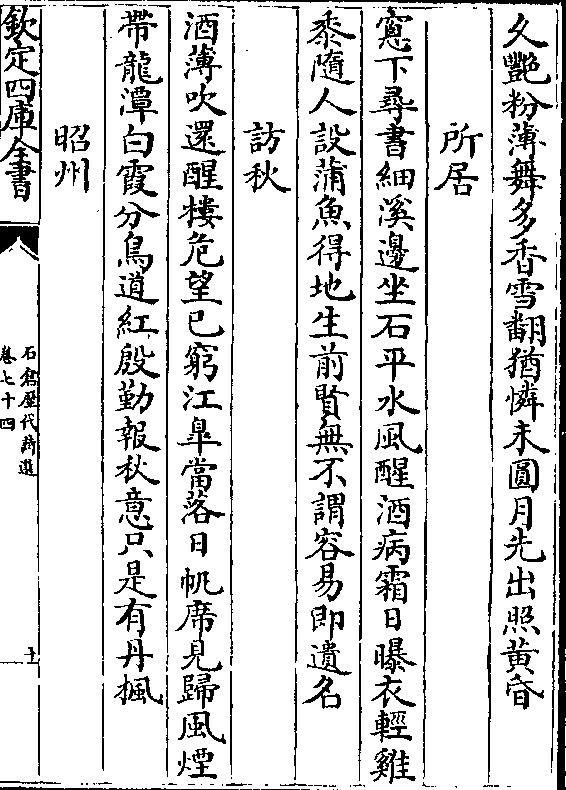 久艷粉薄舞多香雪翻猶憐未圓月先出照黄昏
所居
窻下尋書細溪邊坐石平水風醒酒病霜日曝衣輕雞
黍隨人設蒲魚得地生前賢無不謂容易即遺名
訪秋
酒薄吹還醒樓危望已窮江臯當落日帆席見歸風煙
帶龍潭白霞分鳥道紅殷勤報秋意只是有丹楓
昭州
欽定四庫全書
石倉歷代詩選
卷七十四
十